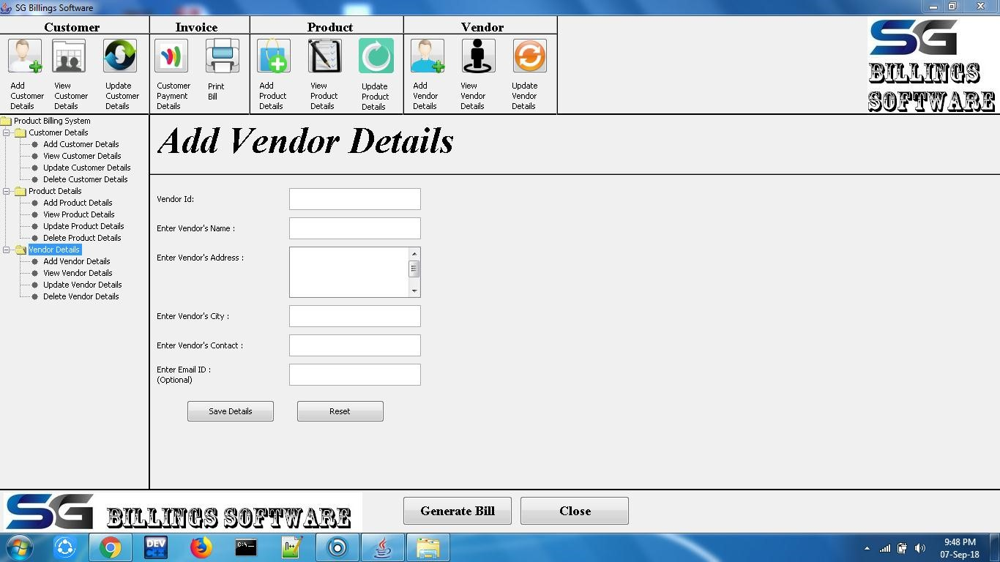 SG Billings Software
Customer
Invoice
Product
Vendor
Add
Customer
Details
View
Customer
Details
Update
Customer
Details
Customer
Payment
Details
Print
Bill
Add
Product
Details
View
Product
Details
Update
Product
Details
Add
Vendor
Details
View
Vendor
Details
Update
Vendor
Details
SG
BILLINGS
SOFTWARE
Product Billing System
Customer Details
Add Customer Details
View Customer Details
Update Customer Details
Delete Customer Details
Product Details
Add Product Details
View Product Details
Update Product Details
Delete Product Details
Vendor Details
Add Vendor Details
View Vendor Details
Update Vendor Details
Delete Vendor Details
Add Vendor Details
Vendor Id:
Enter Vendor's Name :
Enter Vendor's Address :
Enter Vendor's City :
Enter Vendor's Contact :
Enter Email ID :
(Optional)
Save Details
Reset
SG BILLINGS SOFTWARE
Generate Bill
Close
DEV
C++
C:\
N++
9:48 PM
07-Sep-18